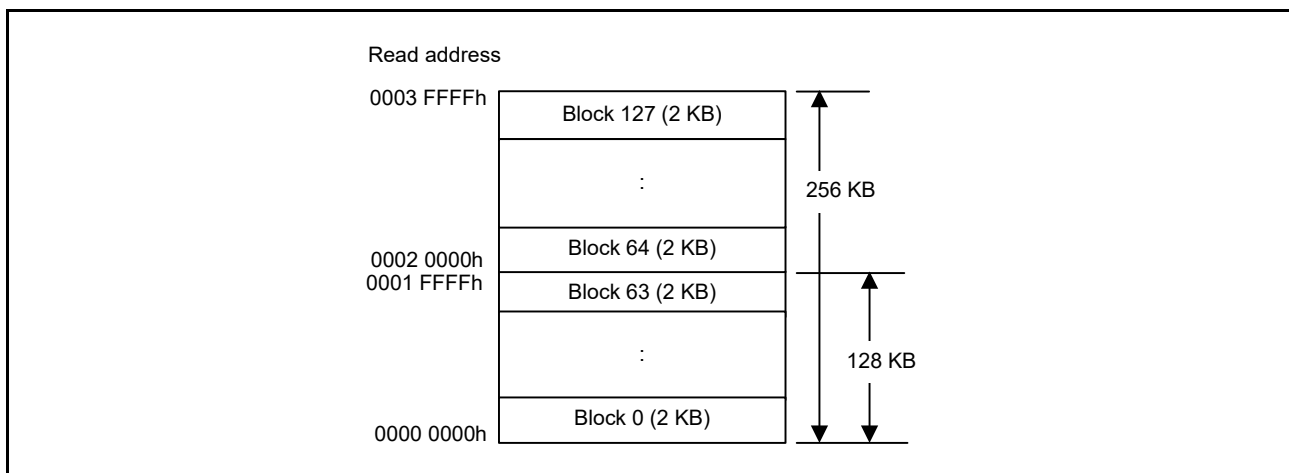 Read address
0003 FFFFh
Block 127 (2 KB)
:
256 KB
Block 64 (2 KB)
0002 0000h
0001 FFFFh
Block 63 (2 KB)
:
128 KB
Block 0 (2 KB)
0000 0000h